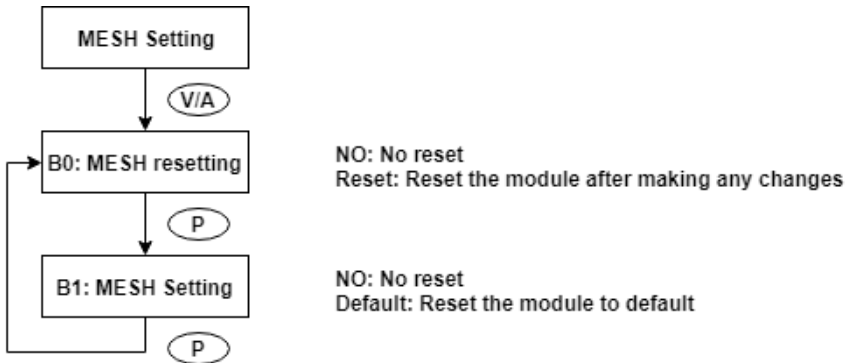 MESH Setting
V/A
B0: MESH resetting
NO: No reset
Reset: Reset the module after making any changes
P
B1: MESH Setting
NO: No reset
Default: Reset the module to default
P